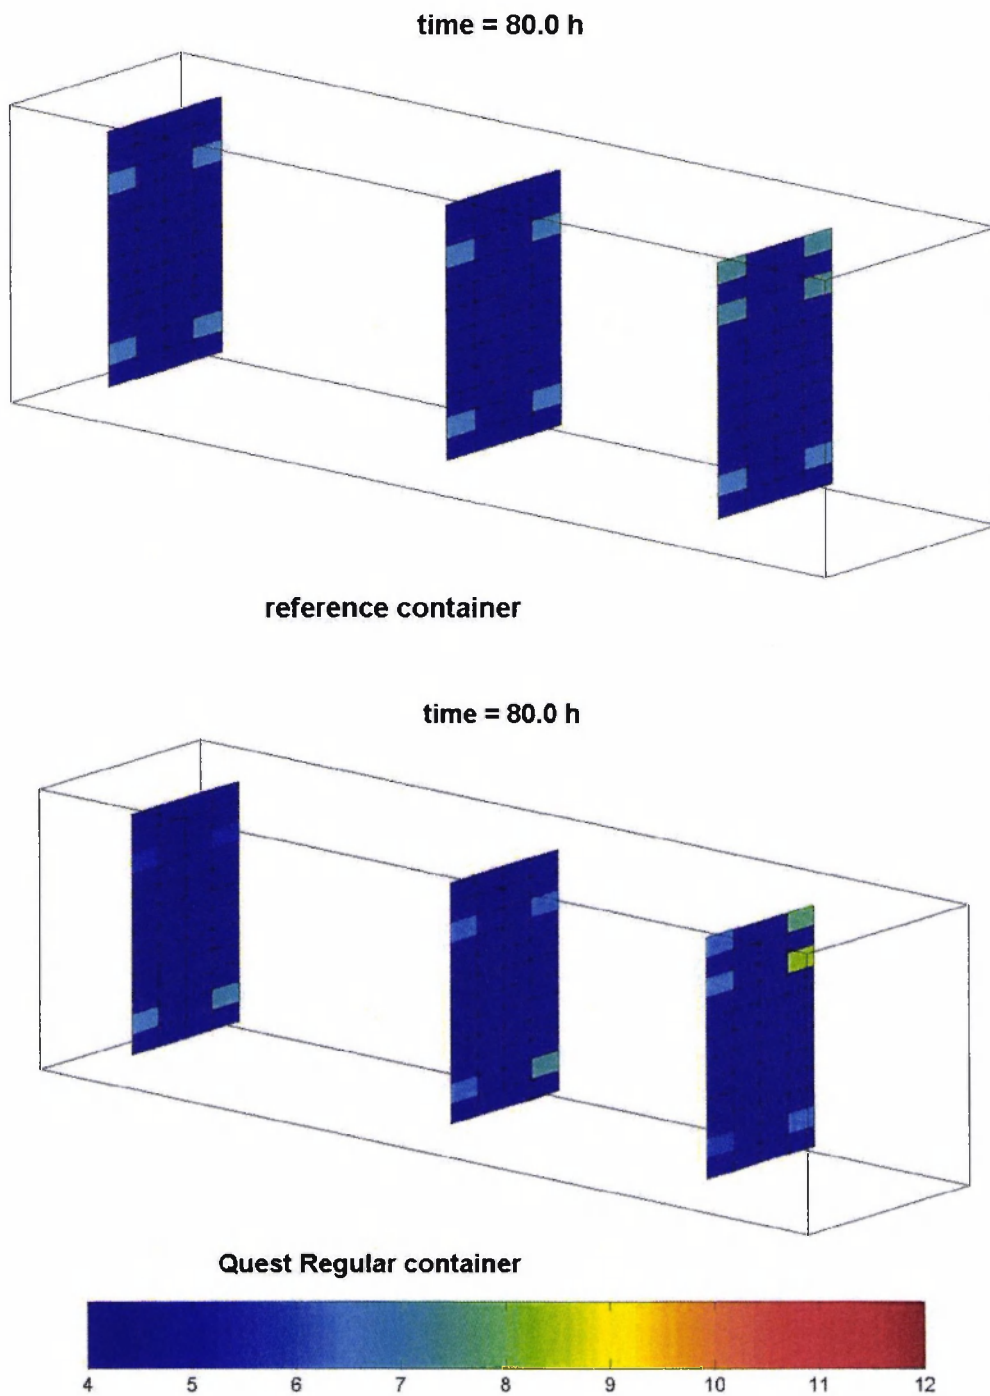 time = 80.0 h
reference container
time = 80.0 h
Quest Regular container
4 5 6 7 8 9 10 11 12